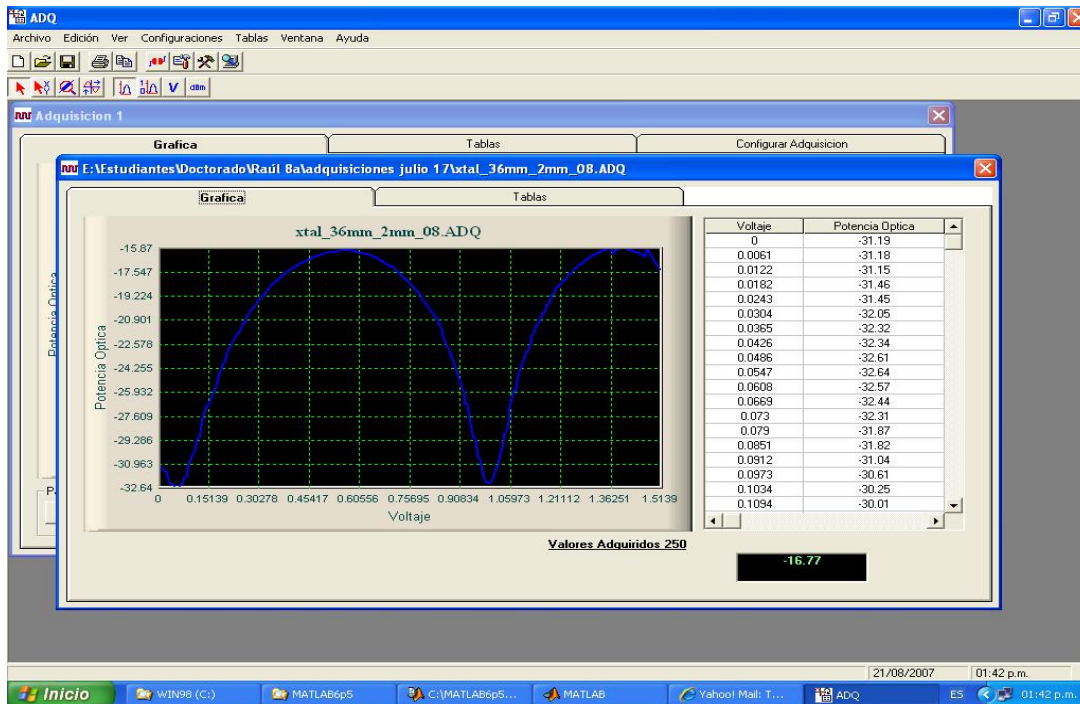 ADQ
Archivo Edición Ver Configuraciones Tablas Ventana Ayuda
V dBm
Adquisicion 1
Grafica Tablas Configurar Adquisicion
E:\Estudiantes\Doctorado\Raúl 8a\adquisiciones julio 17\xtal_36mm_2mm_08.ADQ
Grafica Tablas
xtal_36mm_2mm_08.ADQ
Potencia Optica
Potencia Optica
-15.87
-17.547
-19.224
-20.901
-22.578
-24.255
-25.932
-27.609
-29.286
-30.963
-32.64
0 0.15139 0.30278 0.45417 0.60556 0.75695 0.90834 1.05973 1.21112 1.36251 1.5139
Voltaje
Voltaje Potencia Optica
0 -31.19
0.0061 -31.18
0.0122 -31.15
0.0182 -31.46
0.0243 -31.45
0.0304 -32.05
0.0365 -32.32
0.0426 -32.34
0.0486 -32.61
0.0547 -32.64
0.0608 -32.57
0.0669 -32.44
0.073 -32.31
0.079 -31.87
0.0851 -31.82
0.0912 -31.04
0.0973 -30.61
0.1034 -30.25
0.1094 -30.01
Valores Adquiridos 250
-16.77
21/08/2007 01:42 p.m.
Inicio WIN98 (C:) MATLAB6p5 C:\MATLAB6p5... MATLAB Yahoo! Mail: T... ADQ ES 01:42 p.m.